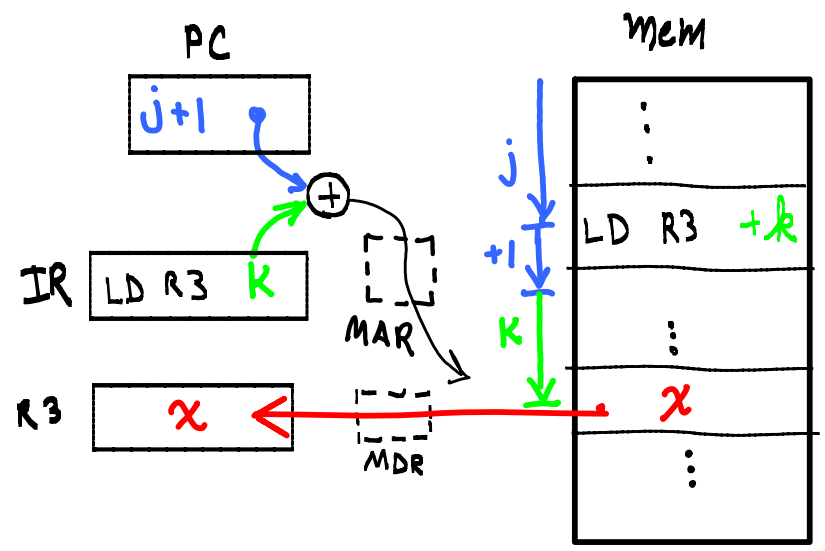 PC
Mem
j+1
j
LD R3 +k
+1
IR
LD R3 K
MAR
K
R3
x
x
MDR